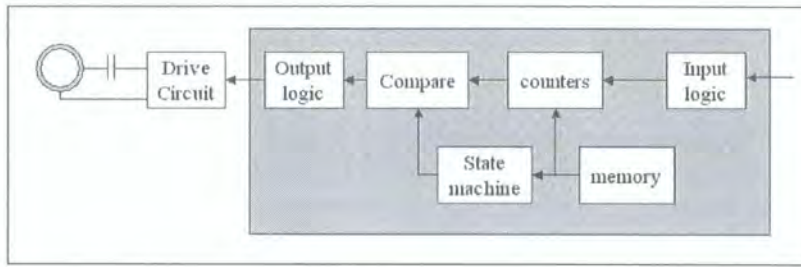 Drive
Circuit
Output
logic
Compare
counters
Input
logic
State
machine
memory